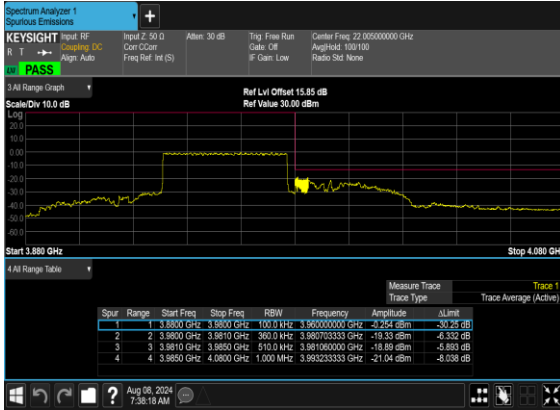 Spectrum Analyzer 1
Spurious Emissions
+
KEYSIGHT Input: RF Input Z: 50 Ω Atten: 30 dB Trig: Free Run Center Freq: 22.005000000 GHz
R T Coupling: DC Corr CCorr Gate: Off Avg|Hold: 100/100
Align: Auto Freq Ref: Int (S) IF Gain: Low Radio Std: None
PASS
3 All Range Graph
Scale/Div 10.0 dB Ref Lvl Offset 15.85 dB
Ref Value 30.00 dBm
Log
20.0
10.0
0.00
-10.0
-20.0
-30.0
-40.0
-50.0
-60.0
Start 3.880 GHz Stop 4.080 GH
4 All Range Table
Measure Trace Trace 1
Trace Type Trace Average (Active)
Spur Range Start Freq Stop Freq RBW Frequency Amplitude ΔLimit
1 1 3.8800 GHz 3.9800 GHz 100.0 kHz 3.960000000 GHz -0.254 dBm -30.25 dB
2 2 3.9800 GHz 3.9810 GHz 360.0 kHz 3.980703333 GHz -19.33 dBm -6.332 dB
3 3 3.9810 GHz 3.9850 GHz 510.0 kHz 3.981060000 GHz -18.89 dBm -5.893 dB
4 4 3.9850 GHz 4.0800 GHz 1.000 MHz 3.993233333 GHz -21.04 dBm -8.038 dB
? Aug 08, 2024
7:38:18 AM